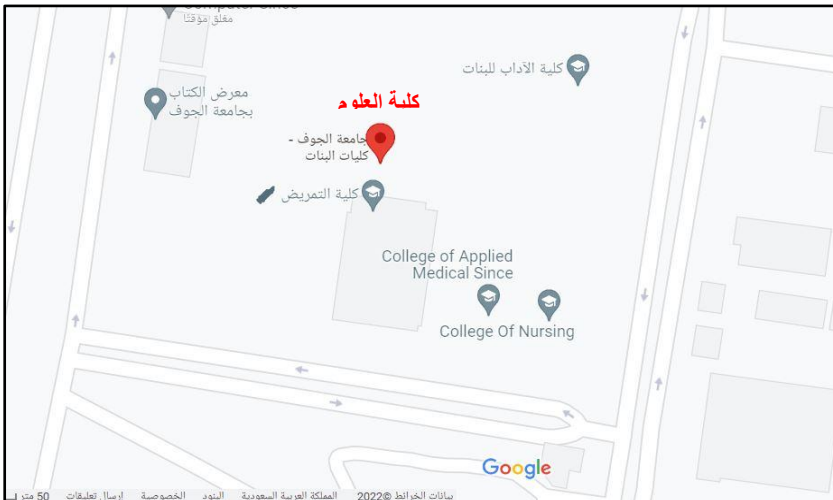 مغلق مؤقتًا
كلية الآداب للبنات
معرض الكتاب
بجامعة الجوف
كلية العلوم
جامعة الجوف -
كليات البنات
كلية التمريض
College of Applied
Medical Since
College Of Nursing
Google
بيانات الخرائط ©2022 المملكة العربية السعودية البنود الخصوصية إرسال تعليقات 50 متر